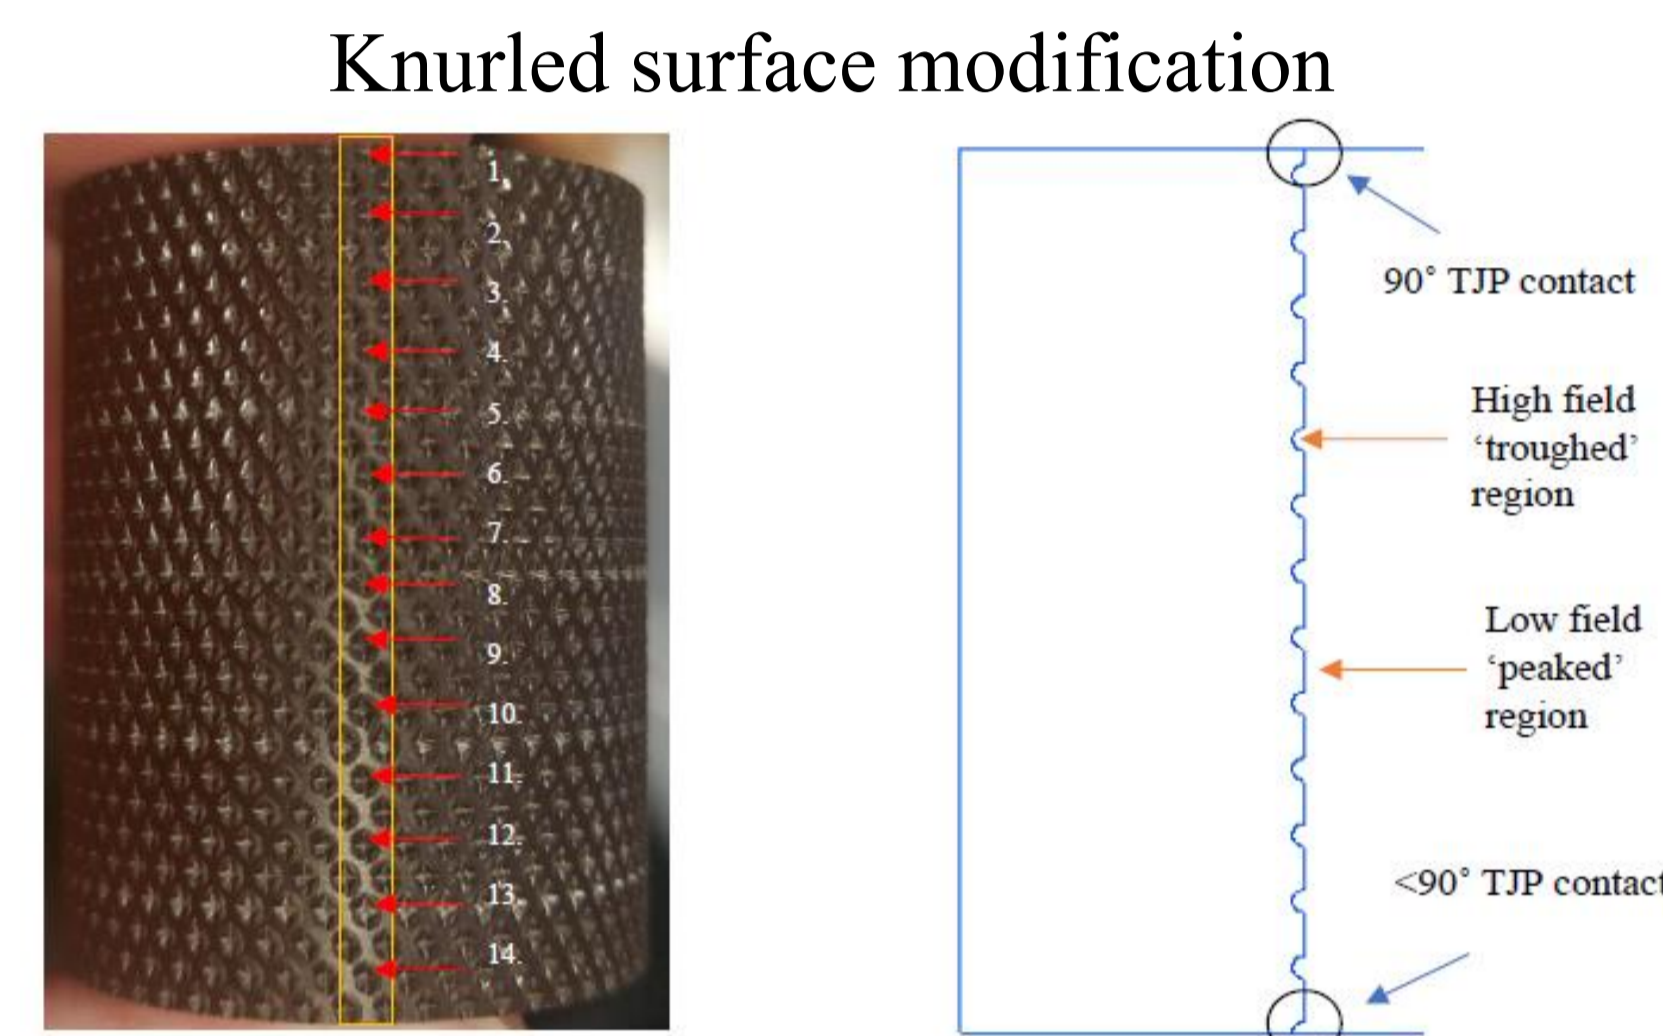 Knurled surface modification
1.
2.
3.
4.
5.
6.
7.
8.
9.
10.
11.
12.
13.
14.
90° TJP contact
High field
‘troughed’
region
Low field
‘peaked’
region
<90° TJP contact